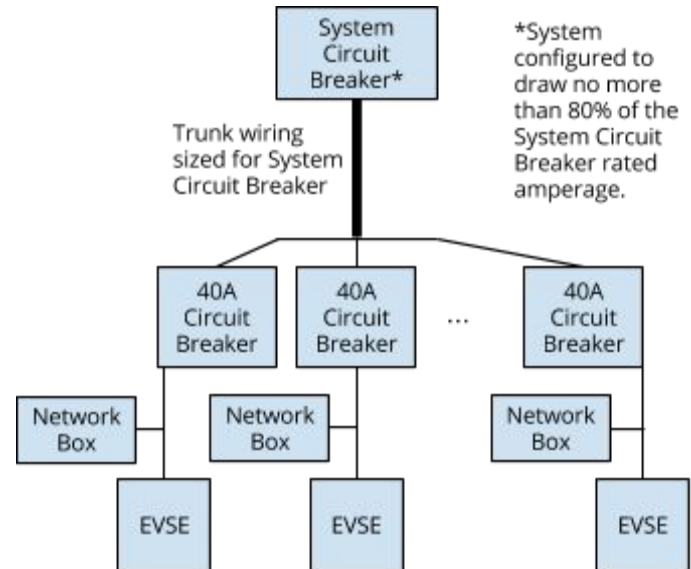 System
Circuit
Breaker*
*System
configured to
draw no more
than 80% of the
System Circuit
Breaker rated
amperage.
Trunk wiring
sized for System
Circuit Breaker
40A
Circuit
Breaker
40A
Circuit
Breaker
...
40A
Circuit
Breaker
Network
Box
Network
Box
Network
Box
EVSE
EVSE
EVSE